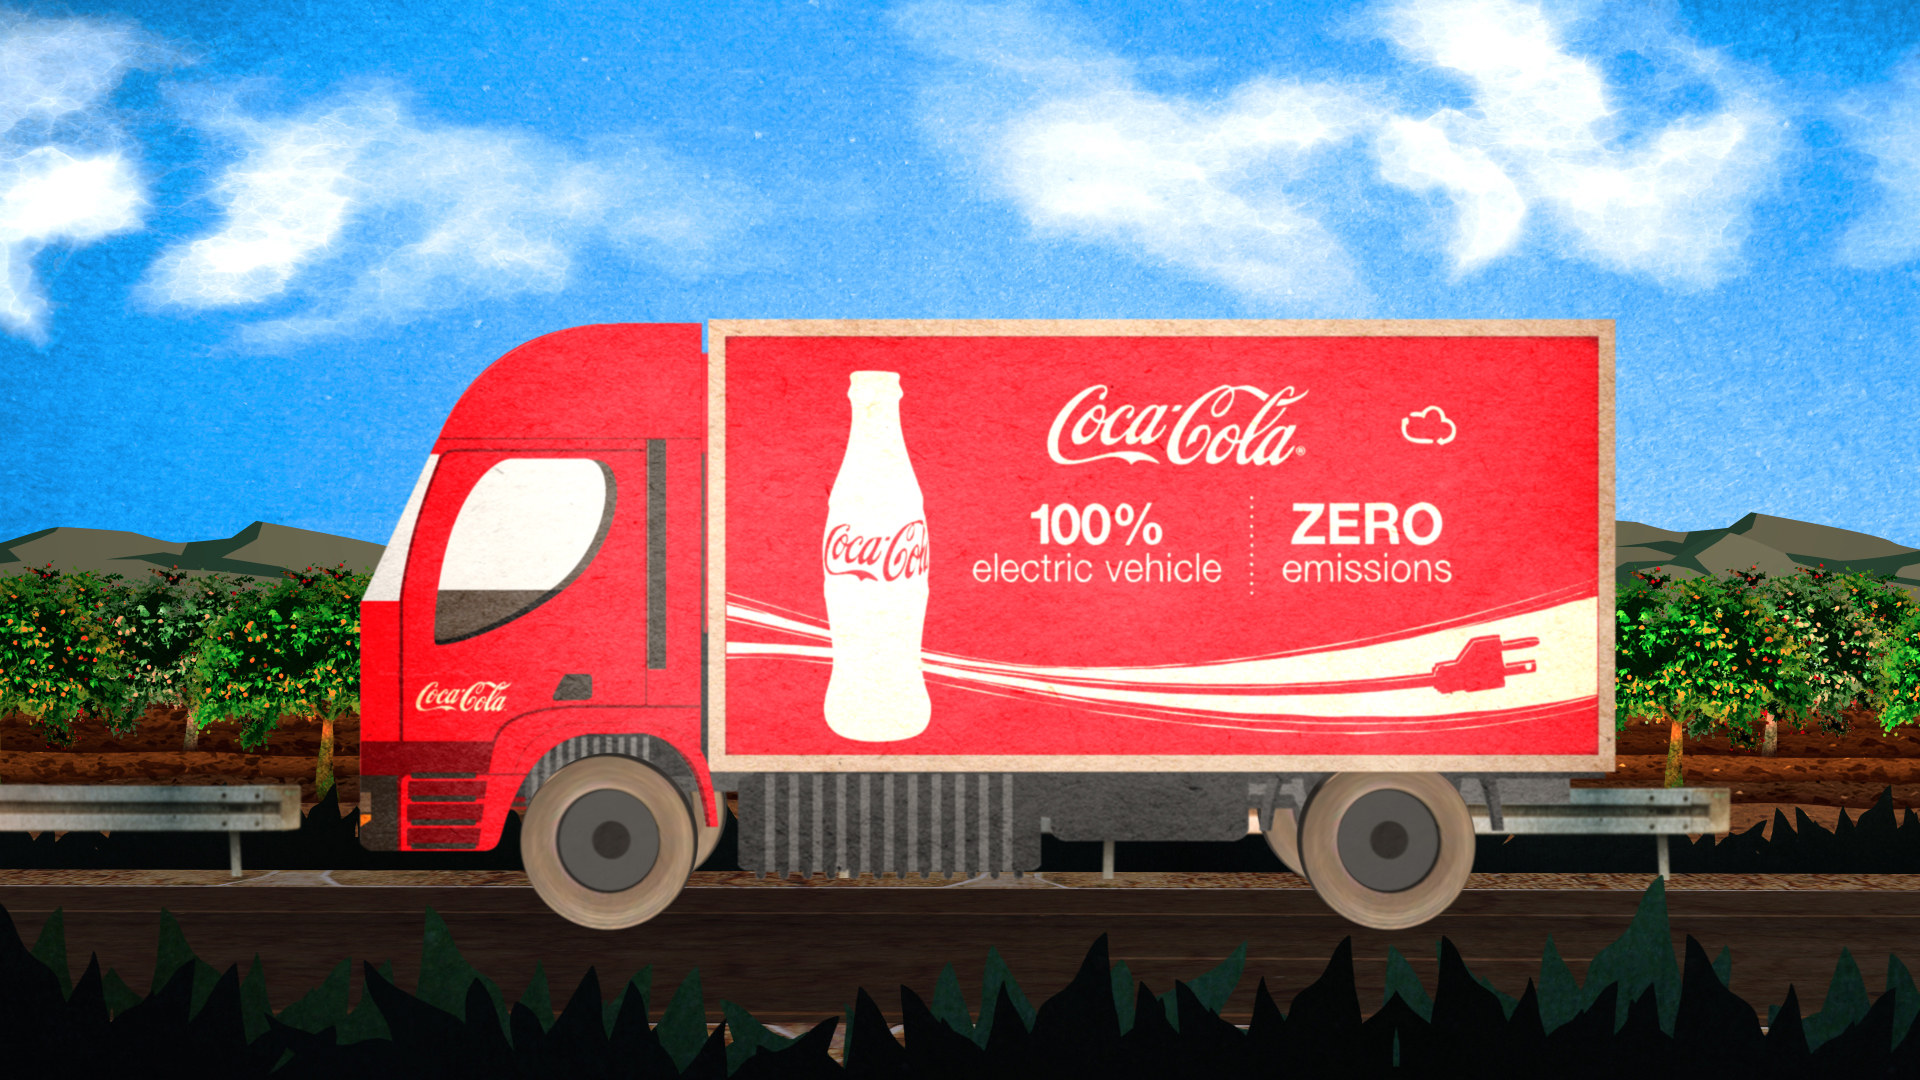 Coca-Cola®
100%
electric vehicle
ZERO
emissions
Coca-Cola
Coca-Cola